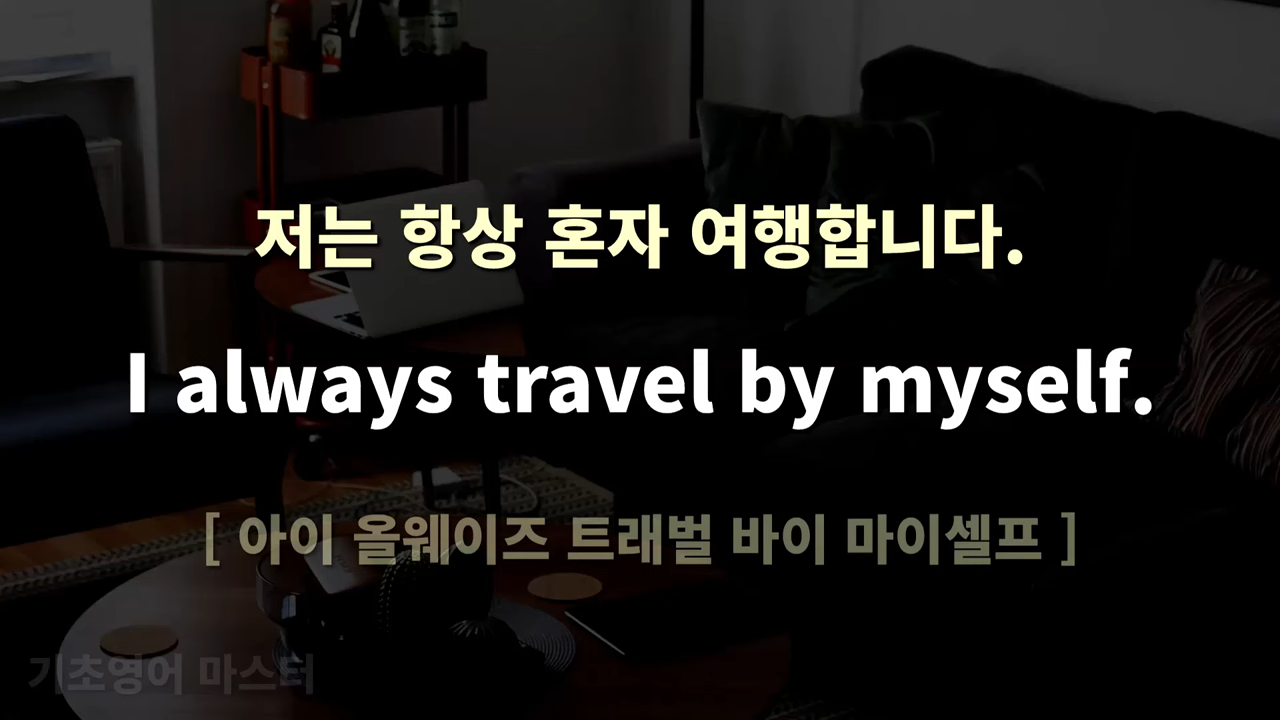 저는 항상 혼자 여행합니다.
I always travel by myself.
[ 아이 올웨이즈 트래벌 바이 마이셀프 ]
기초영어 마스터